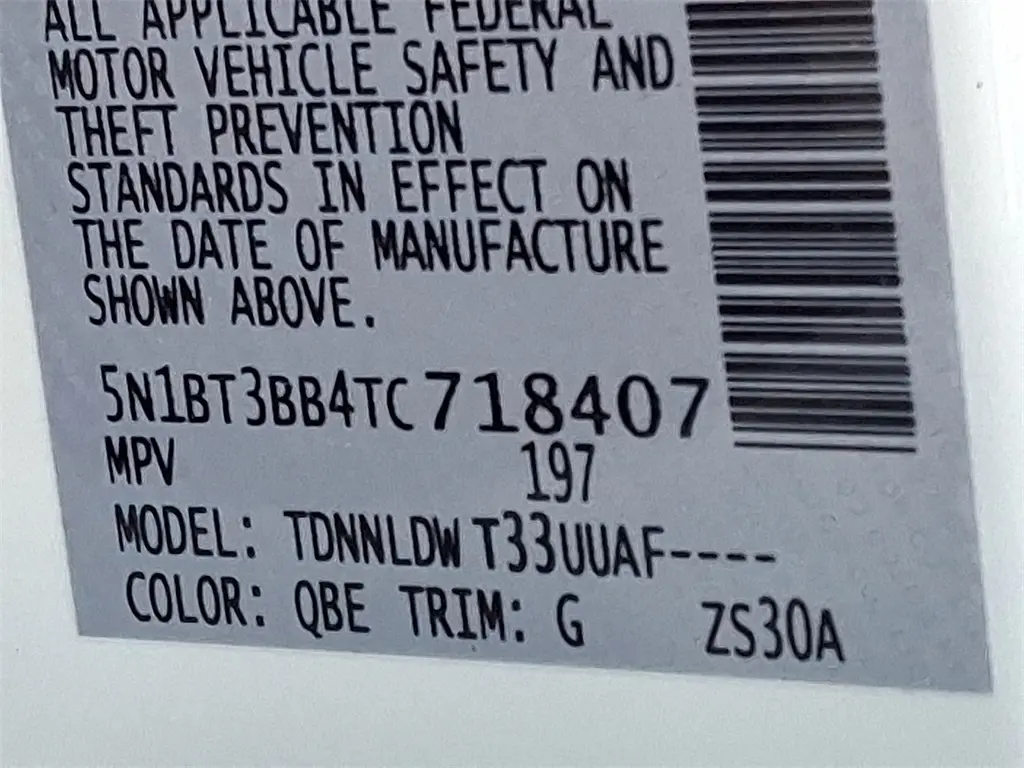 ALL APPLICABLE FEDERAL
MOTOR VEHICLE SAFETY AND
THEFT PREVENTION
STANDARDS IN EFFECT ON
THE DATE OF MANUFACTURE
SHOWN ABOVE.
5N1BT3BB4TC718407
MPV 197
MODEL: TDNNLDW T33UUAF----
COLOR: QBE TRIM: G ZS30A